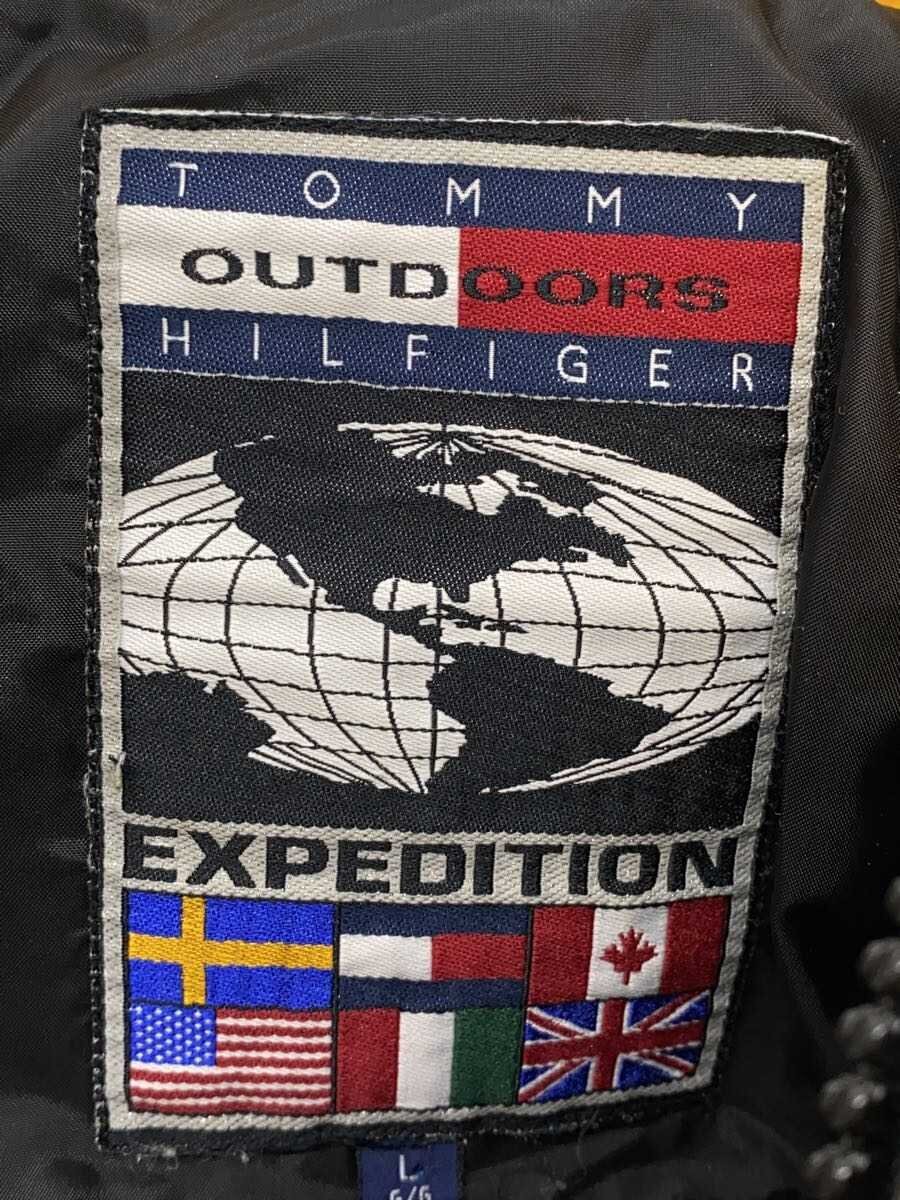 TOMMY
OUTDOORS
HILFIGER
EXPEDITION
L
G/G